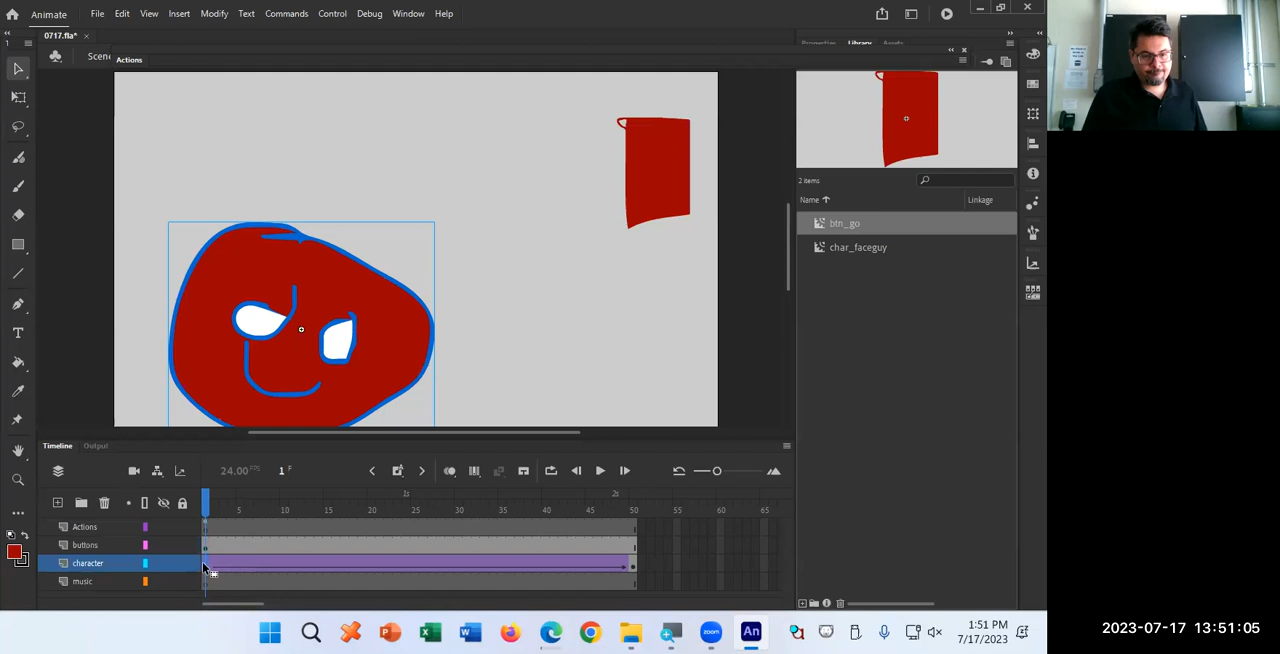 Animate File Edit View Insert Modify Text Commands Control Debug Window Help
0717.fla* ×
Scene Actions Properties Library Assets
2 items
Name Linkage
btn_go
char_faceguy
Timeline Output
24.00 FPS 1 F
1s 2s
5 10 15 20 25 30 35 40 45 50 55 60 65
Actions
buttons
character
music
1:51 PM
7/17/2023
2023-07-17 13:51:05